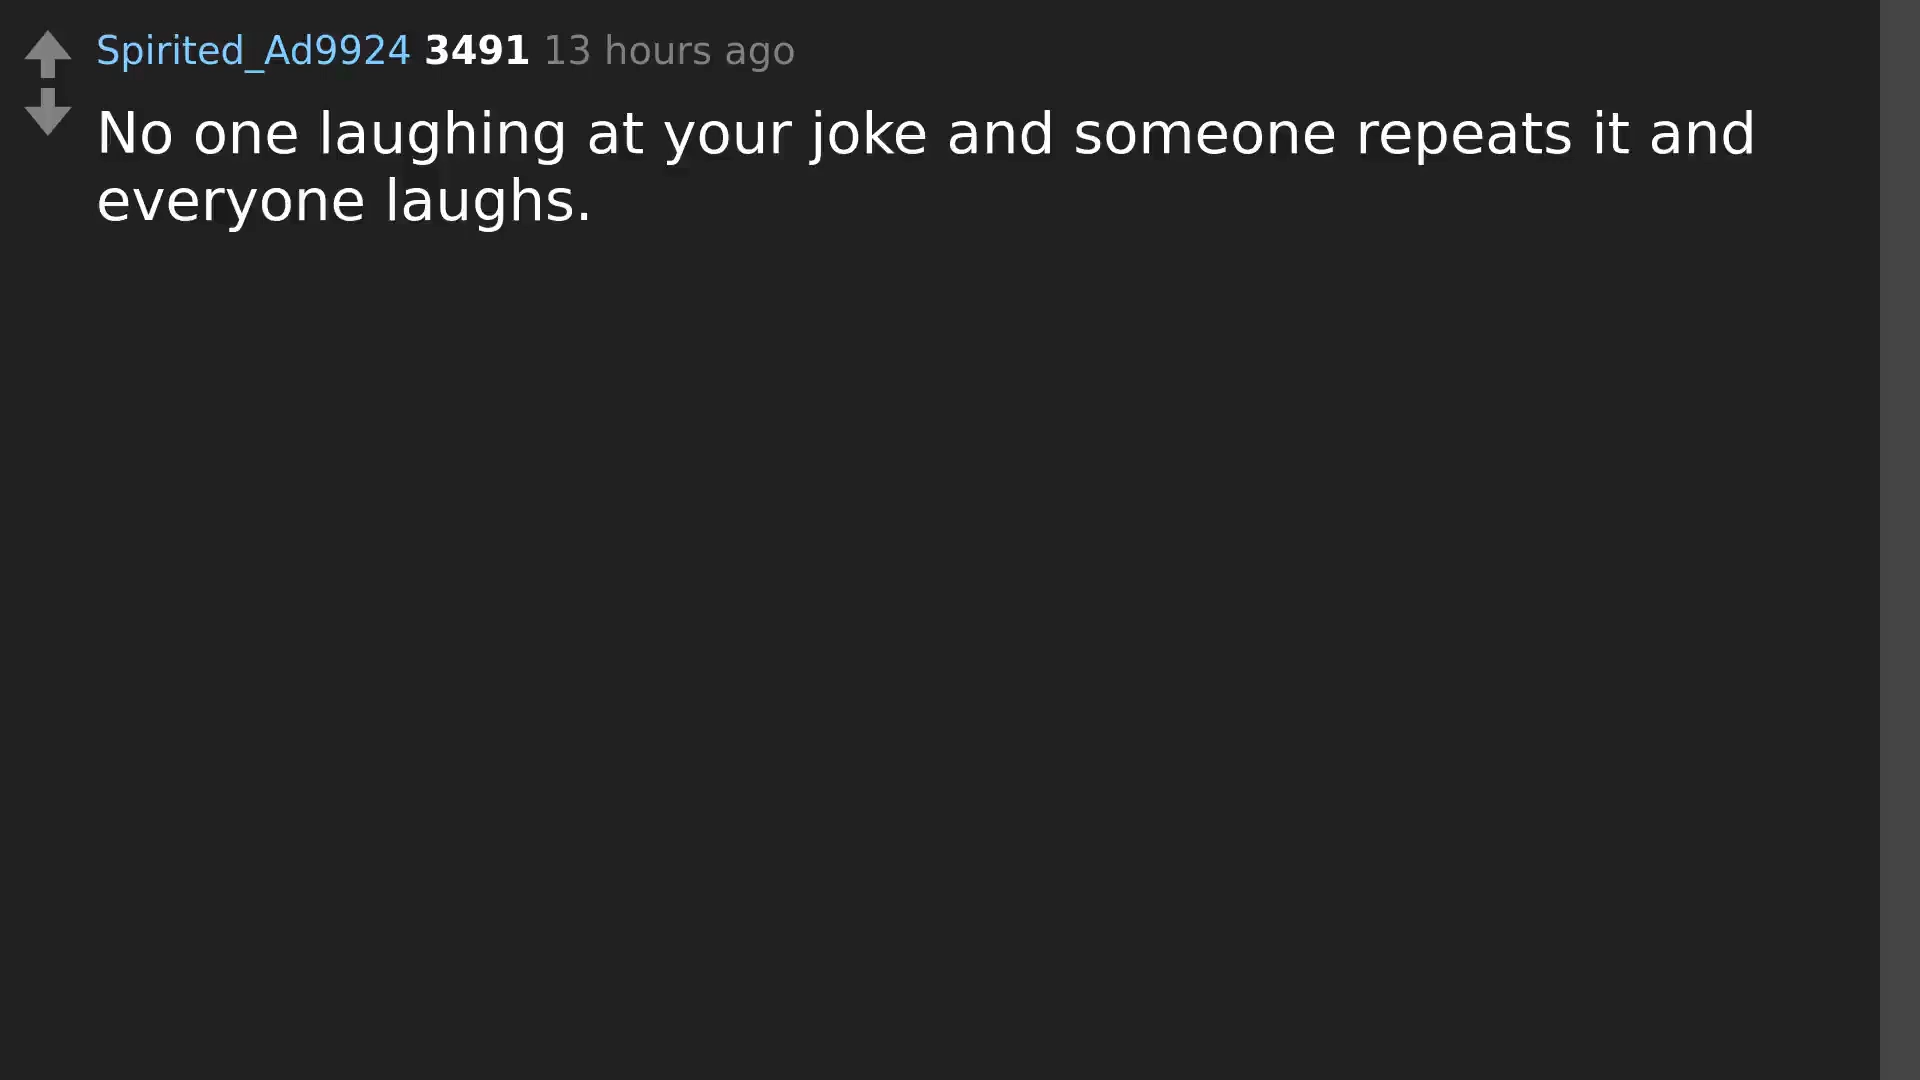 Spirited_Ad9924 3491 13 hours ago
No one laughing at your joke and someone repeats it and
everyone laughs.